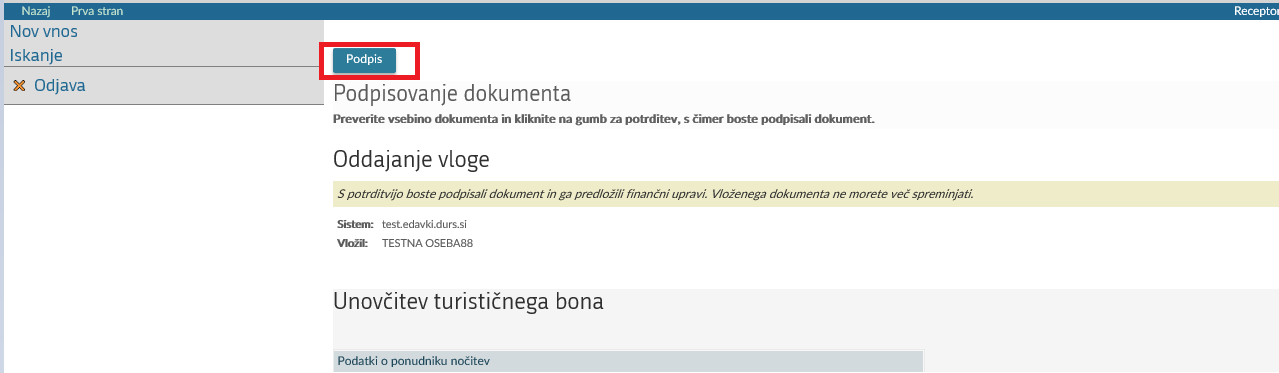 Nazaj Prva stran Receptor
Nov vnos
Iskanje
Odjava
Podpis
Podpisovanje dokumenta
Preverite vsebino dokumenta in kliknite na gumb za potrditev, s čimer boste podpisali dokument.
Oddajanje vloge
S potrditvijo boste podpisali dokument in ga predložili finančni upravi. Vloženega dokumenta ne morete več spreminjati.
Sistem: test.edavki.durs.si
Vložil: TESTNA OSEBA88
Unovčitev turističnega bona
Podatki o ponudniku nočitev